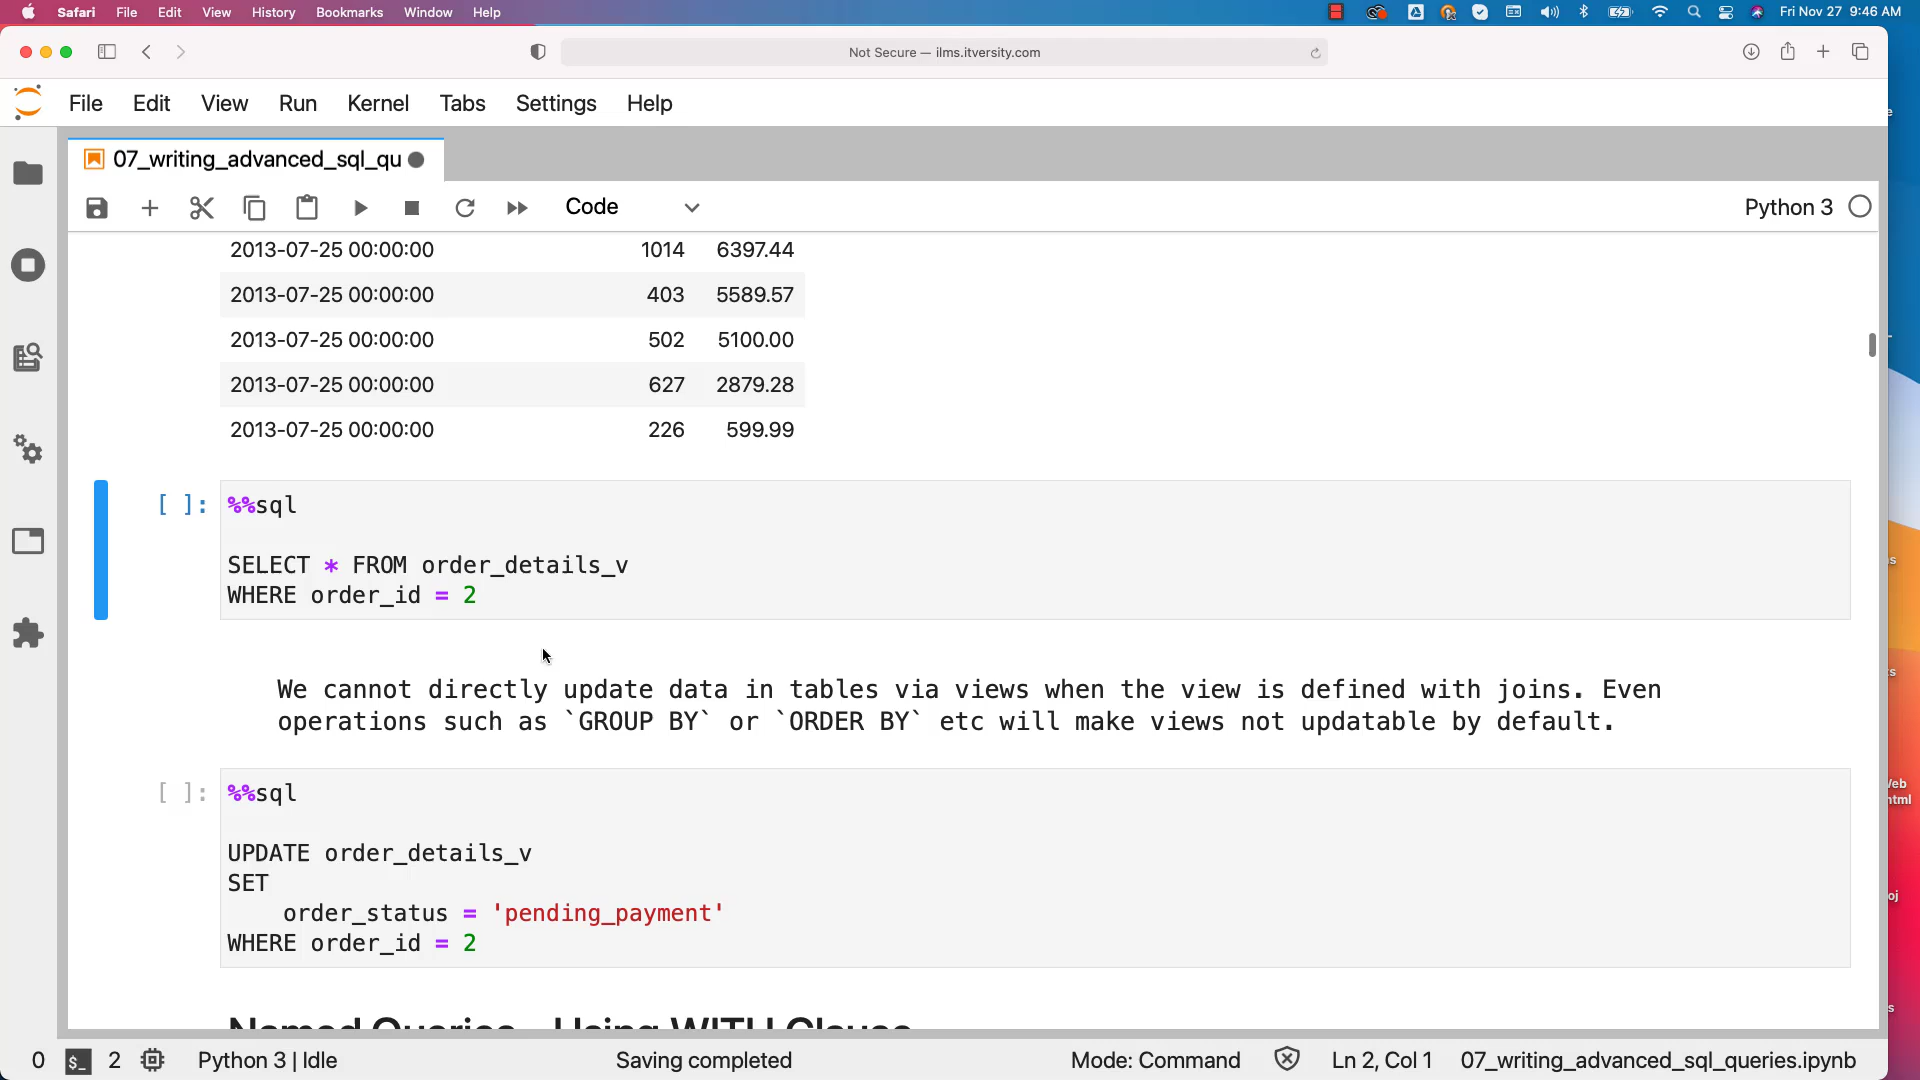 Safari File Edit View History Bookmarks Window Help Fri Nov 27 9:46 AM
Not Secure — ilms.itversity.com
File Edit View Run Kernel Tabs Settings Help
07_writing_advanced_sql_qu
Code Python 3
2013-07-25 00:00:00 1014 6397.44
2013-07-25 00:00:00 403 5589.57
2013-07-25 00:00:00 502 5100.00
2013-07-25 00:00:00 627 2879.28
2013-07-25 00:00:00 226 599.99
[ ]: %%sql
SELECT * FROM order_details_v
WHERE order_id = 2
We cannot directly update data in tables via views when the view is defined with joins. Even
operations such as `GROUP BY` or `ORDER BY` etc will make views not updatable by default.
[ ]: %%sql
UPDATE order_details_v
SET
order_status = 'pending_payment'
WHERE order_id = 2
Named Queries - Using WITH Clause
0 $_ 2 Python 3 | Idle Saving completed Mode: Command Ln 2, Col 1 07_writing_advanced_sql_queries.ipynb